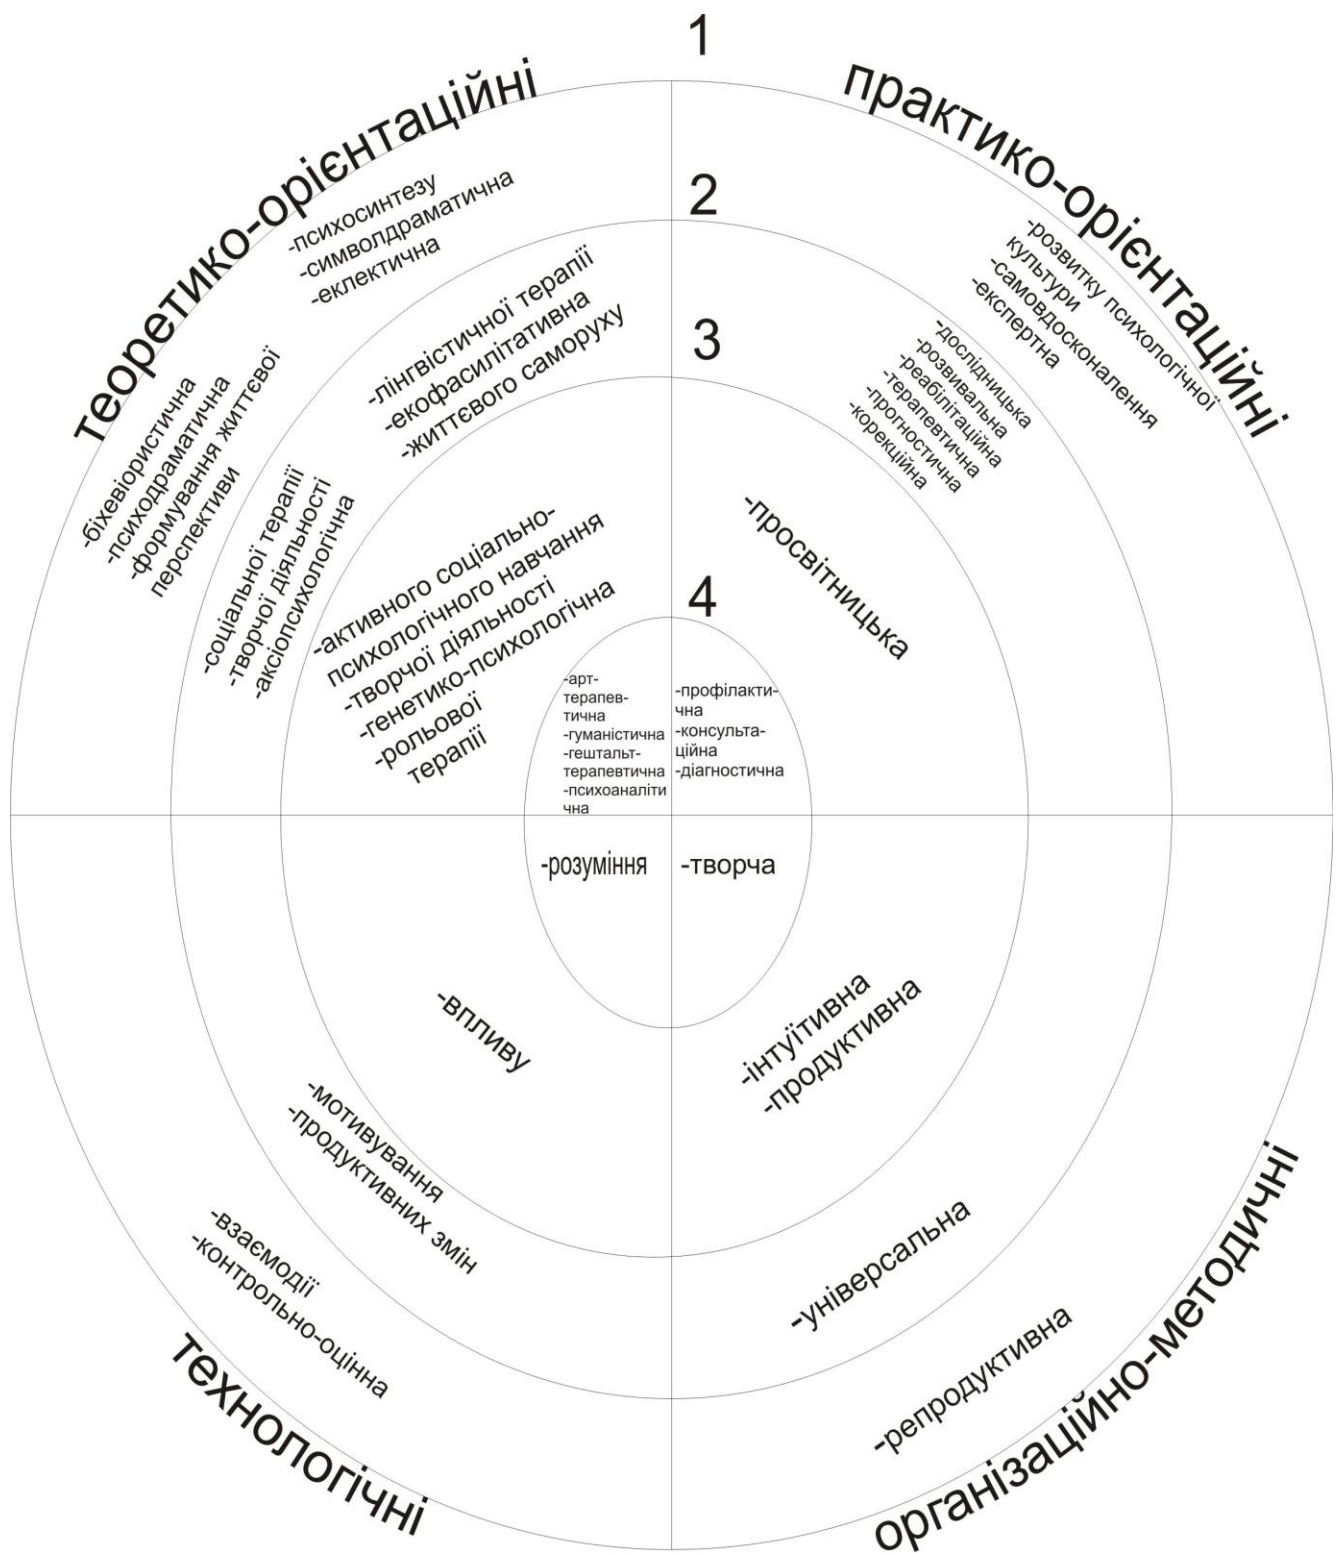 1
теоретико-орієнтаційні
практико-орієнтаційні
-психосинтезу
-символдраматична
-еклектична
2
-розвитку психологічної
культури
-самовдосконалення
-експертна
-біхевіористична
-психодраматична
-формування життєвої
перспективи
-лінгвістичної терапії
-екофасилітативна
-життєвого саморуху
3
-дослідницька
-розвивальна
-реабілітаційна
-терапевтична
-прогностична
-корекційна
-соціальної терапії
-творчої діяльності
-аксіопсихологічна
-активного соціально-
психологічного навчання
-творчої діяльності
-генетико-психологічна
-рольової
терапії
-просвітницька
4
-арт-
терапев-
тична
-гуманістична
-гештальт-
терапевтична
-психоаналіти
чна
-профілакти-
чна
-консульта-
ційна
-діагностична
-розуміння
-творча
-впливу
-інтуїтивна
-продуктивна
-мотивування
-продуктивних змін
-універсальна
-взаємодії
-контрольно-оцінна
-репродуктивна
технологічні
організаційно-методичні